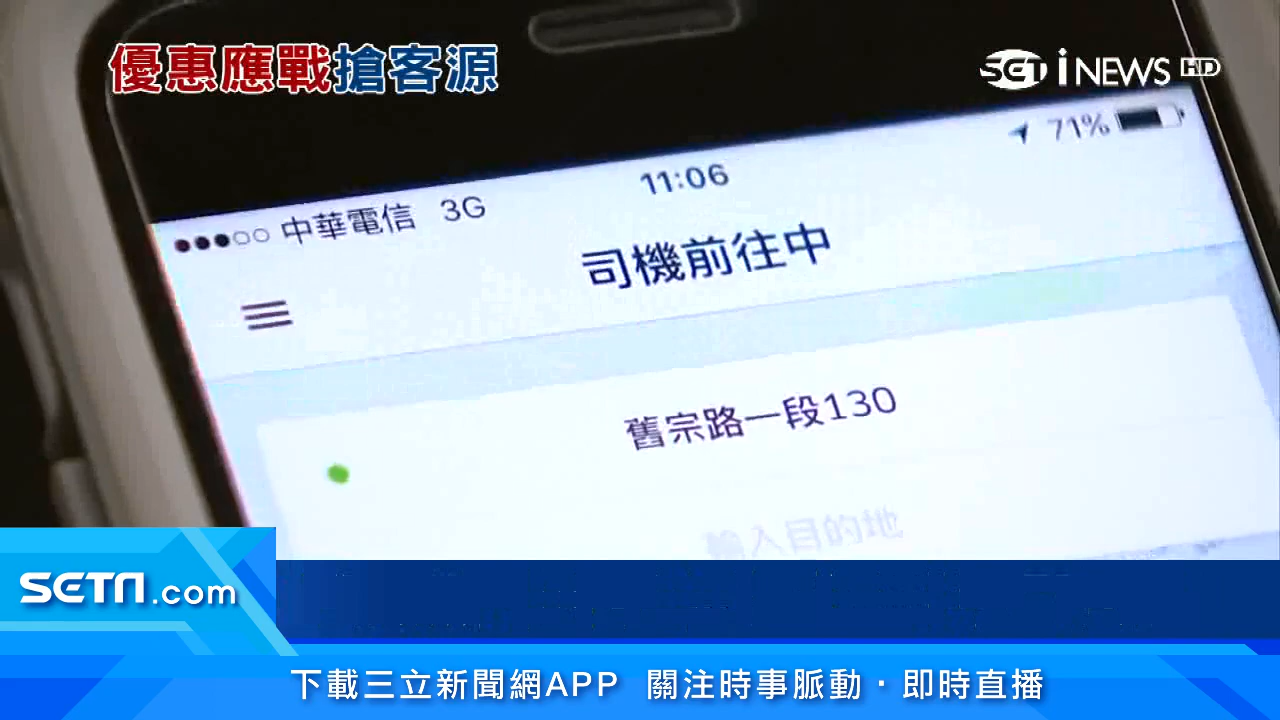 優惠應戰搶客源
SET iNEWS HD
71%
11:06
中華電信 3G
司機前往中
舊宗路一段130
輸入目的地
SETN.com
下載三立新聞網APP 關注時事脈動・即時直播